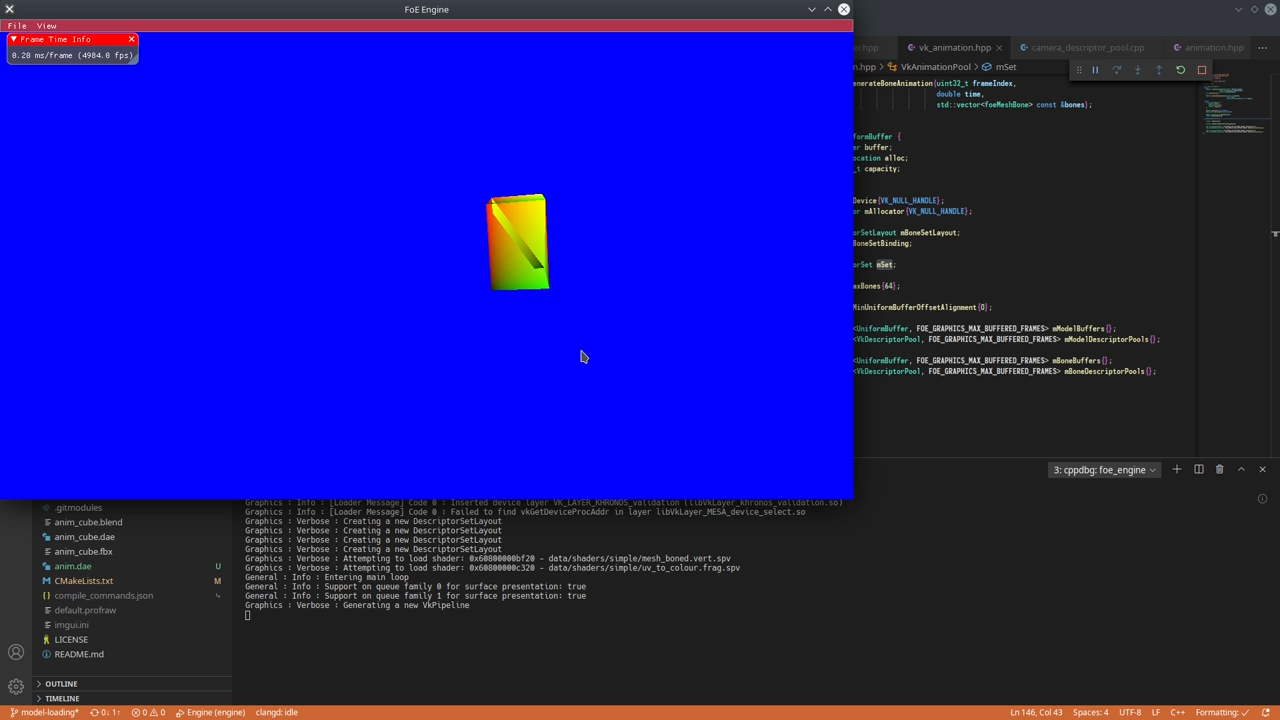 FoE Engine
File View
Frame Time Info
0.20 ms/frame (4984.0 fps)
er.hpp vk_animation.hpp camera_descriptor_pool.cpp animation.hpp
n.hpp > VkAnimationPool > mSet
enerateBoneAnimation(uint32_t frameIndex,
double time,
std::vector<foeMeshBone> const &bones);
formBuffer {
er buffer;
ocation alloc;
_t capacity;
Device{VK_NULL_HANDLE};
or mAllocator{VK_NULL_HANDLE};
orSetLayout mBoneSetLayout;
BoneSetBinding;
orSet mSet;
axBones{64};
MinUniformBufferOffsetAlignment{0};
<UniformBuffer, FOE_GRAPHICS_MAX_BUFFERED_FRAMES> mModelBuffers{};
<VkDescriptorPool, FOE_GRAPHICS_MAX_BUFFERED_FRAMES> mModelDescriptorPools{};
<UniformBuffer, FOE_GRAPHICS_MAX_BUFFERED_FRAMES> mBoneBuffers{};
<VkDescriptorPool, FOE_GRAPHICS_MAX_BUFFERED_FRAMES> mBoneDescriptorPools{};
3: cppdbg: foe_engine
Graphics : Info : [Loader Message] Code 0 : Inserted device layer VK_LAYER_KHRONOS_validation (libVkLayer_khronos_validation.so)
Graphics : Info : [Loader Message] Code 0 : Failed to find vkGetDeviceProcAddr in layer libVkLayer_MESA_device_select.so
Graphics : Verbose : Creating a new DescriptorSetLayout
Graphics : Verbose : Creating a new DescriptorSetLayout
Graphics : Verbose : Creating a new DescriptorSetLayout
Graphics : Verbose : Creating a new DescriptorSetLayout
Graphics : Verbose : Attempting to load shader: 0x60800000bf20 - data/shaders/simple/mesh_boned.vert.spv
Graphics : Verbose : Attempting to load shader: 0x60800000c320 - data/shaders/simple/uv_to_colour.frag.spv
General : Info : Entering main loop
General : Info : Support on queue family 0 for surface presentation: true
General : Info : Support on queue family 1 for surface presentation: true
Graphics : Verbose : Generating a new VkPipeline
.gitmodules
anim_cube.blend
anim_cube.dae
anim_cube.fbx
anim.dae U
CMakeLists.txt M
compile_commands.json
default.profraw
imgui.ini
LICENSE
README.md
OUTLINE
TIMELINE
model-loading* 0↓ 1↑ 0 0 Engine (engine) clangd: idle Ln 146, Col 43 Spaces: 4 UTF-8 LF C++ Formatting: ✓